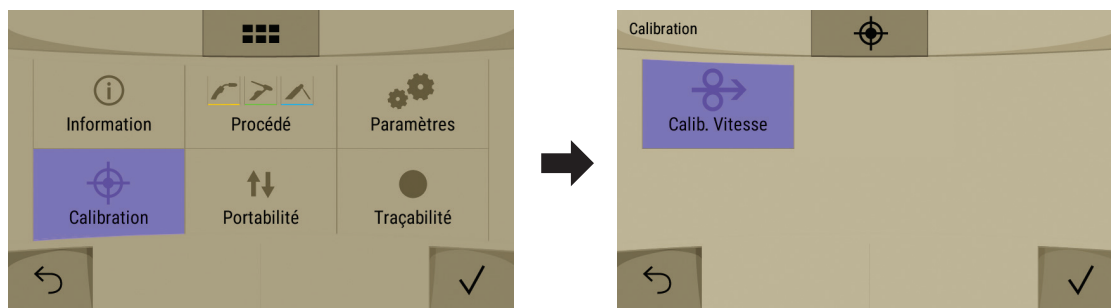 Information
Procédé
Paramètres
Calibration
Portabilité
Traçabilité
Calibration
Calib. Vitesse